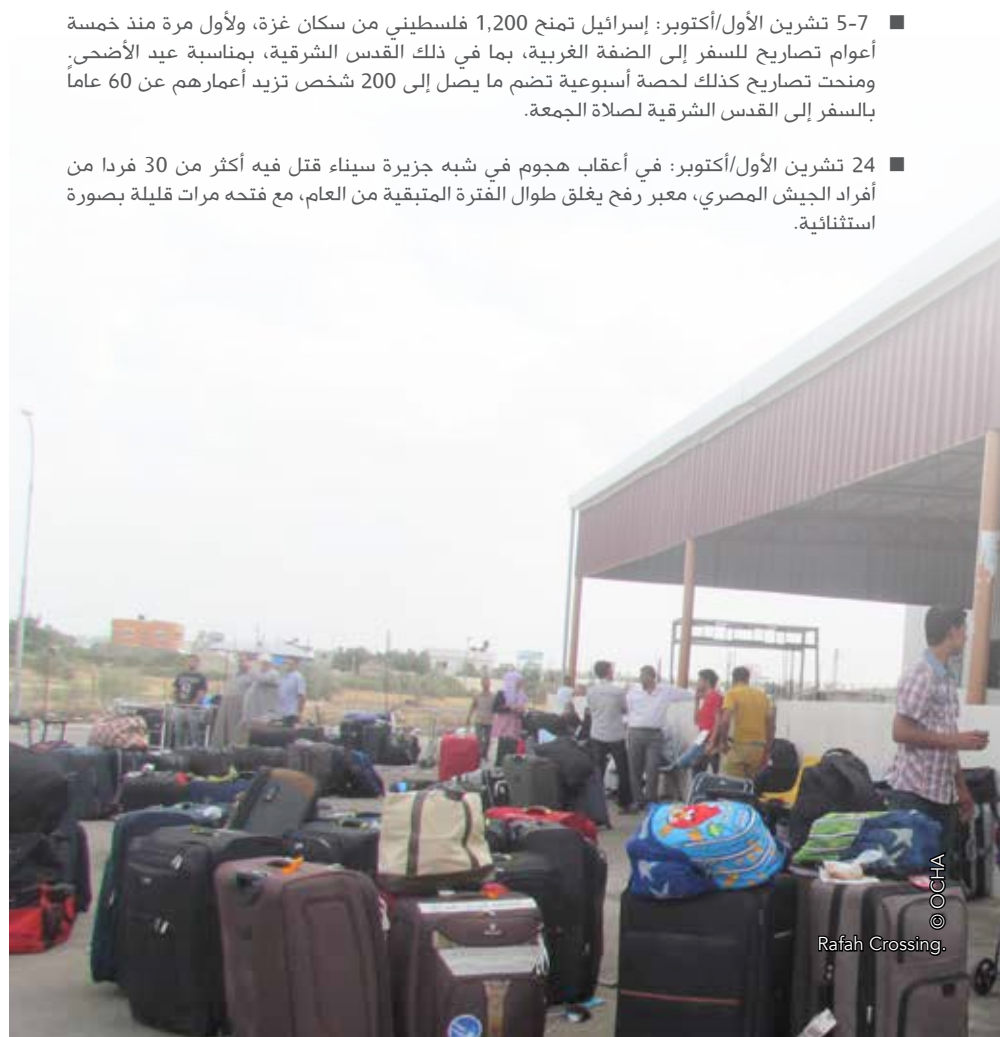 ■ 5-7 تشرين الأول/أكتوبر: إسرائيل تمنح 1,200 فلسطيني من سكان غزة، ولأول مرة منذ خمسة
أعوام تصاريح للسفر إلى الضفة الغربية، بما في ذلك القدس الشرقية، بمناسبة عيد الأضحى.
ومنحت تصاريح كذلك لحصة أسبوعية تضم ما يصل إلى 200 شخص تزيد أعمارهم عن 60 عاماً
بالسفر إلى القدس الشرقية لصلاة الجمعة.
■ 24 تشرين الأول/أكتوبر: في أعقاب هجوم في شبه جزيرة سيناء قتل فيه أكثر من 30 فردا من
أفراد الجيش المصري، معبر رفح يغلق طوال الفترة المتبقية من العام، مع فتحه مرات قليلة بصورة
استثنائية.
© OCHA
Rafah Crossing.